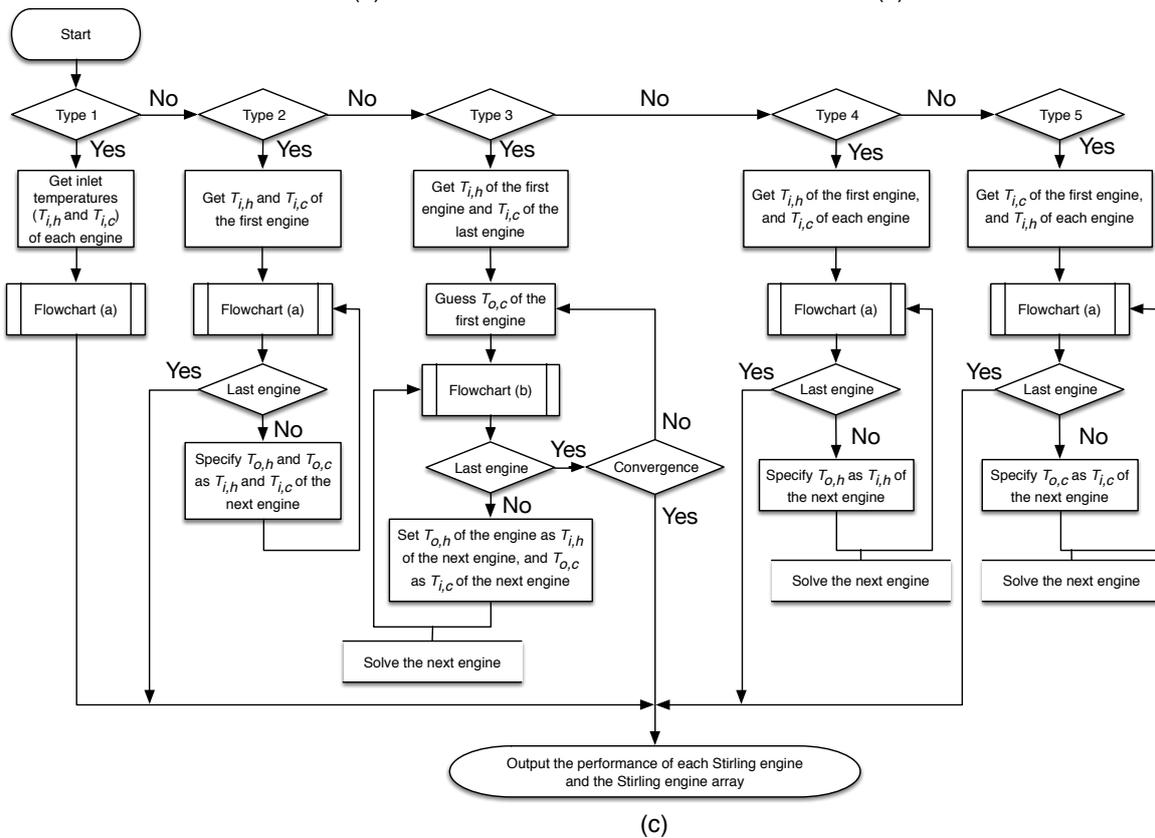 Start
Type 1
No
Type 2
No
Type 3
No
Type 4
No
Type 5
Yes
Yes
Yes
Yes
Yes
Get inlet
temperatures
(T_{i,h} and T_{i,c})
of each engine
Get T_{i,h} and T_{i,c} of
the first engine
Get T_{i,h} of the first
engine and T_{i,c} of the
last engine
Get T_{i,h} of the first engine,
and T_{i,c} of each engine
Get T_{i,c} of the first engine,
and T_{i,h} of each engine
Flowchart (a)
Flowchart (a)
Guess T_{o,c} of the
first engine
Flowchart (a)
Flowchart (a)
Yes
Last engine
No
Specify T_{o,h} and T_{o,c}
as T_{i,h} and T_{i,c} of the
next engine
Flowchart (b)
Last engine
Yes
Convergence
No
Yes
No
Set T_{o,h} of the engine as T_{i,h}
of the next engine, and T_{o,c}
as T_{i,c} of the next engine
Solve the next engine
Yes
Last engine
No
Specify T_{o,h} as T_{i,h} of
the next engine
Solve the next engine
Yes
Last engine
No
Specify T_{o,c} as T_{i,c} of
the next engine
Solve the next engine
Output the performance of each Stirling engine
and the Stirling engine array
(c)